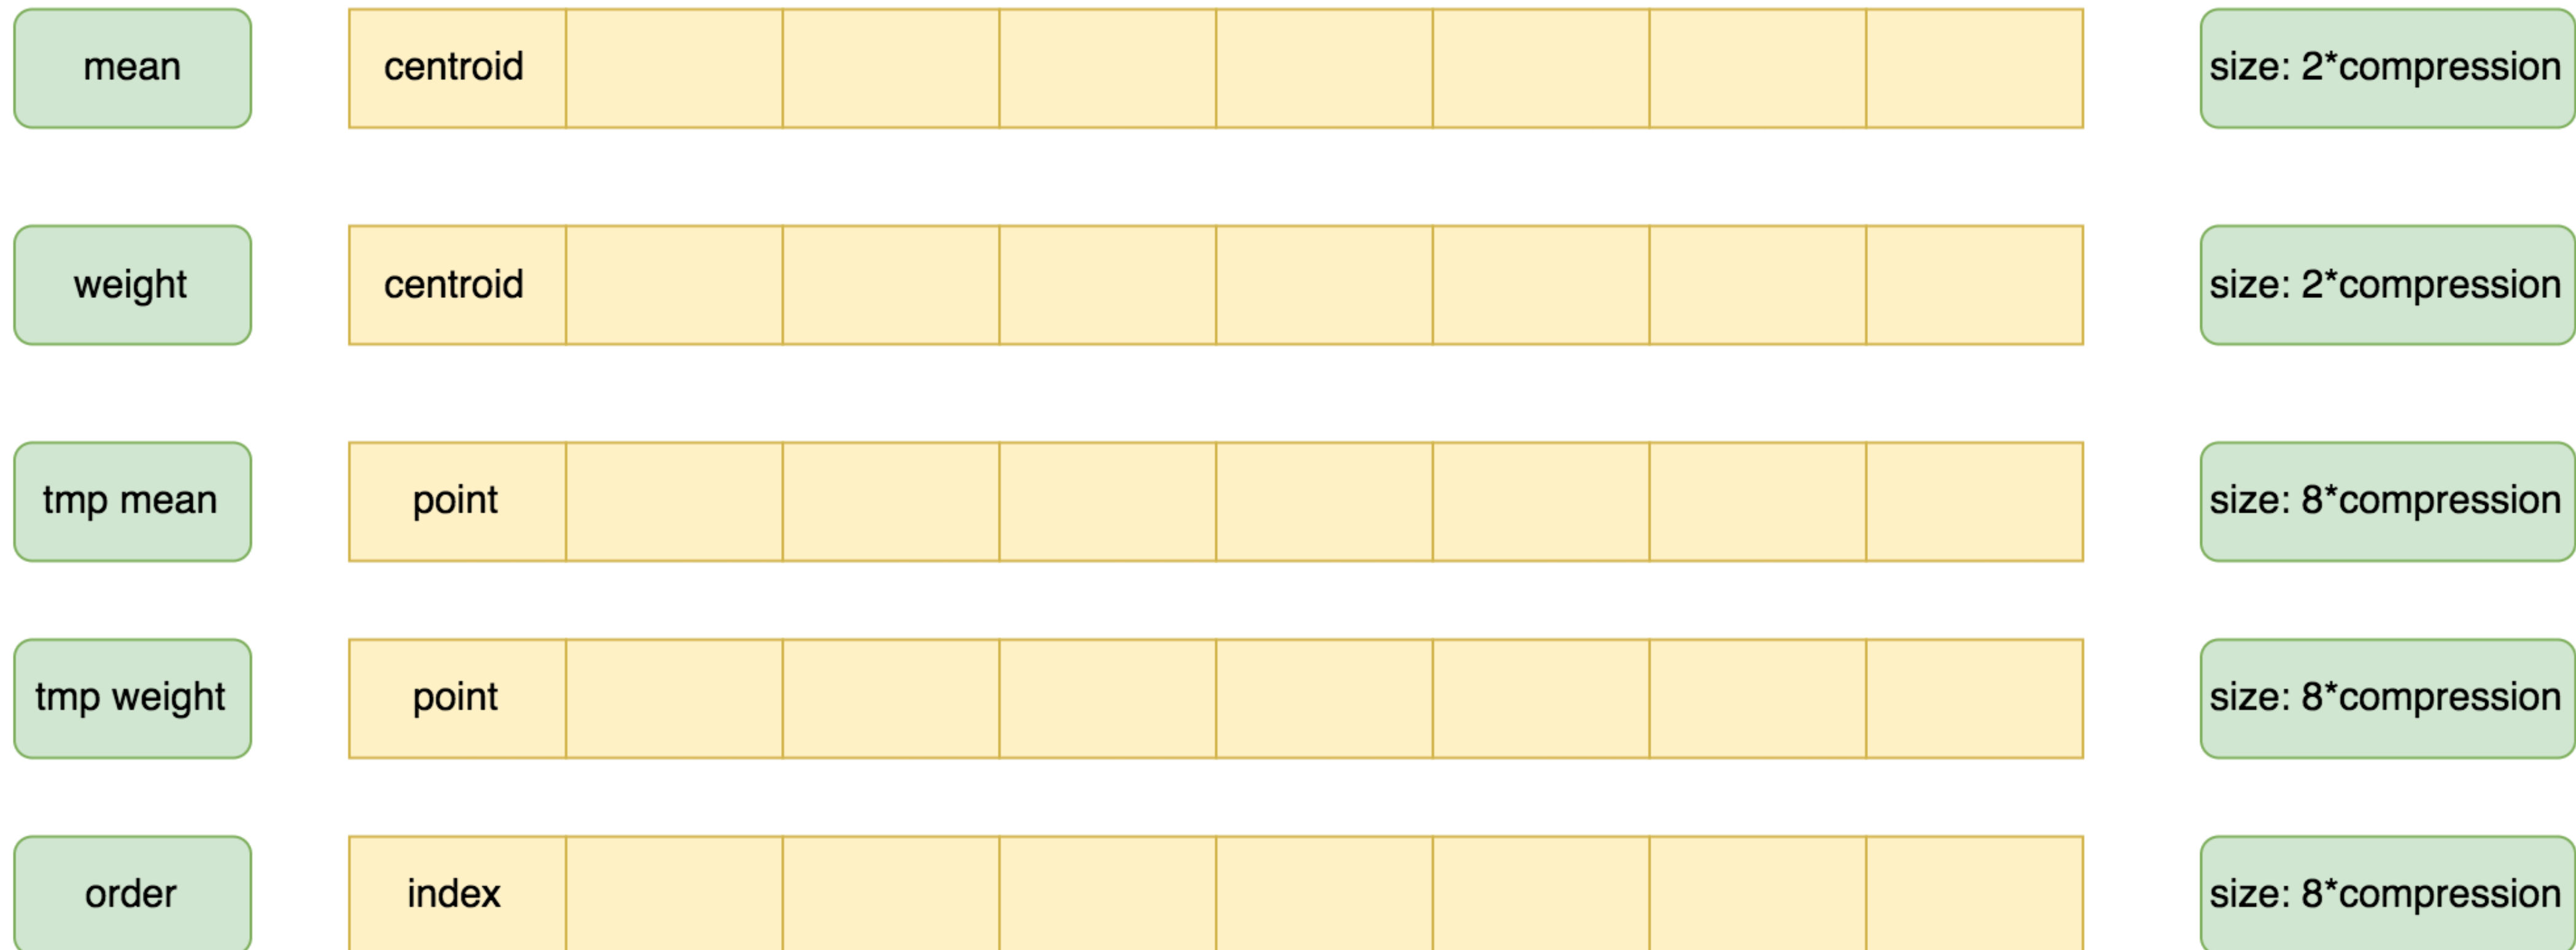 mean centroid size: 2*compression
weight centroid size: 2*compression
tmp mean point size: 8*compression
tmp weight point size: 8*compression
order index size: 8*compression